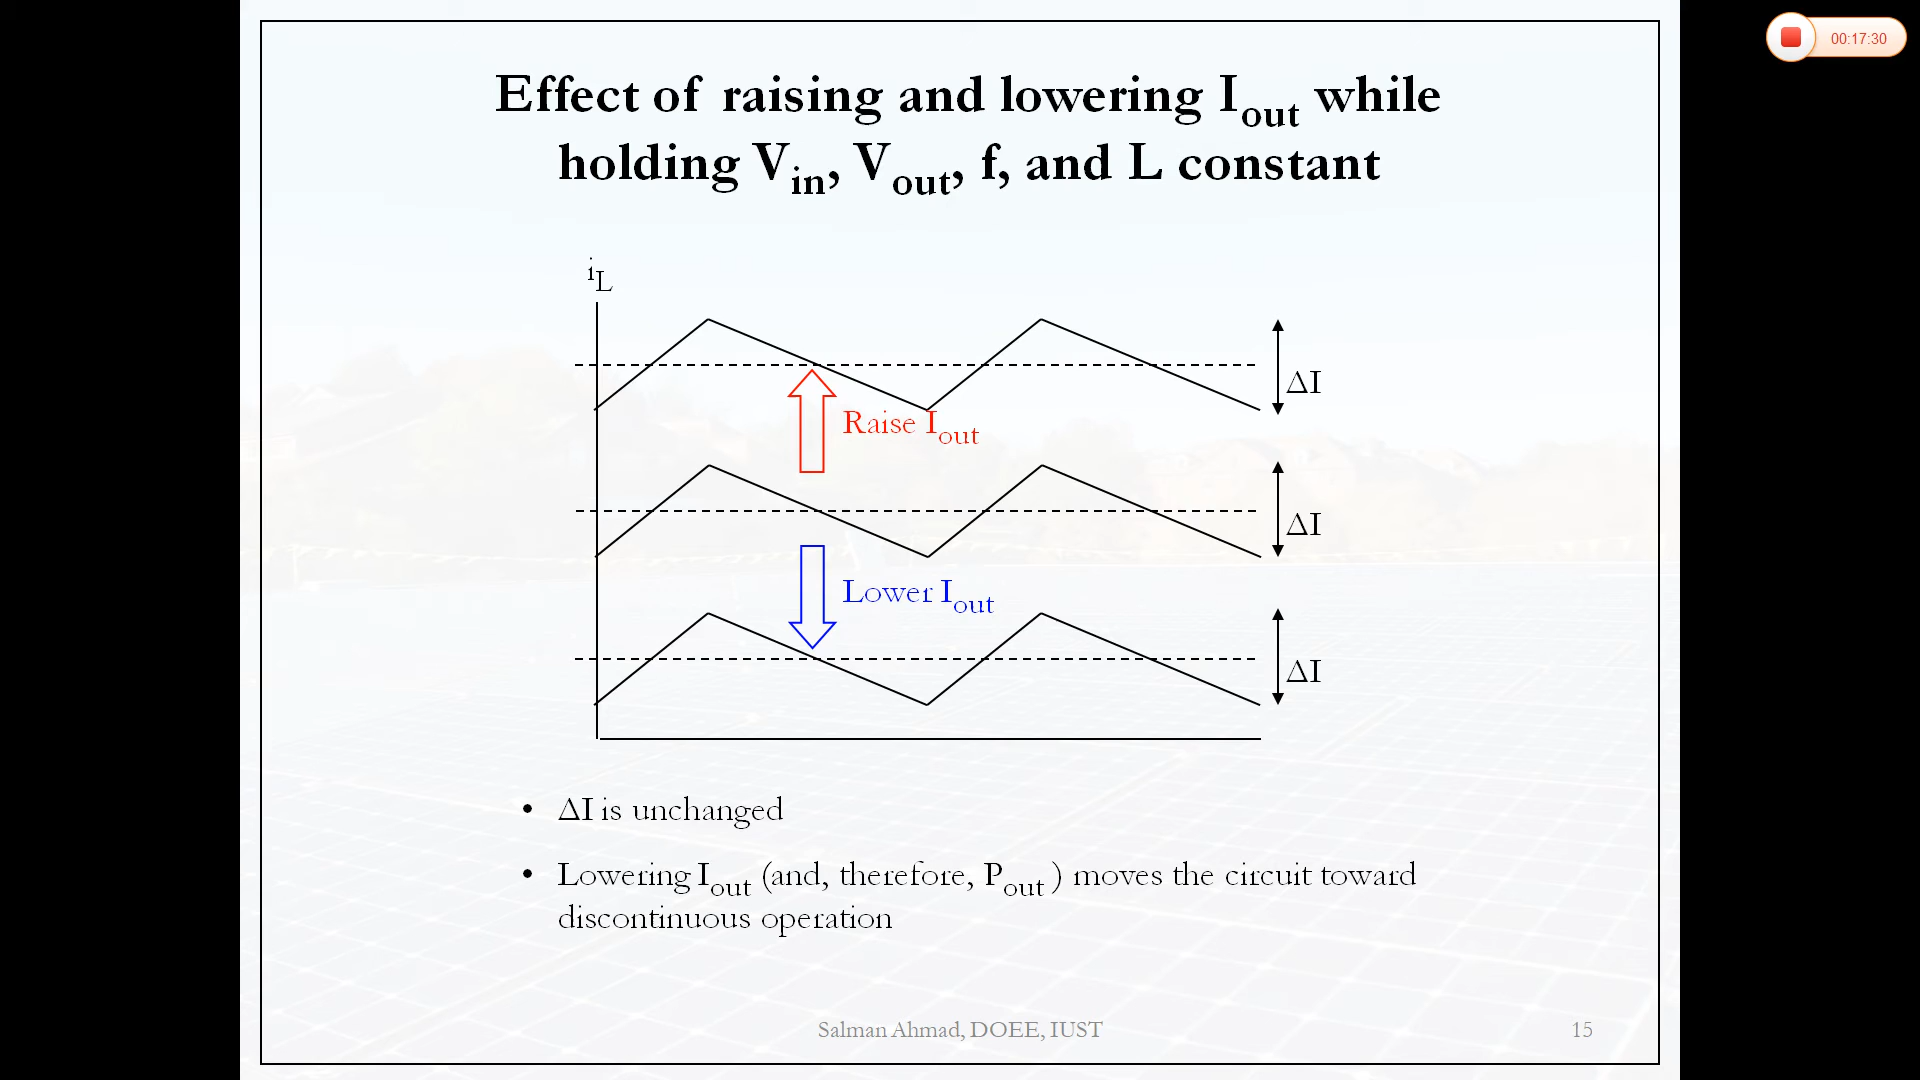 00:17:30
Effect of raising and lowering Iout while
holding Vin, Vout, f, and L constant
iL
ΔI
Raise Iout
ΔI
Lower Iout
ΔI
• ΔI is unchanged
• Lowering Iout (and, therefore, Pout ) moves the circuit toward
discontinuous operation
Salman Ahmad, DOEE, IUST
15